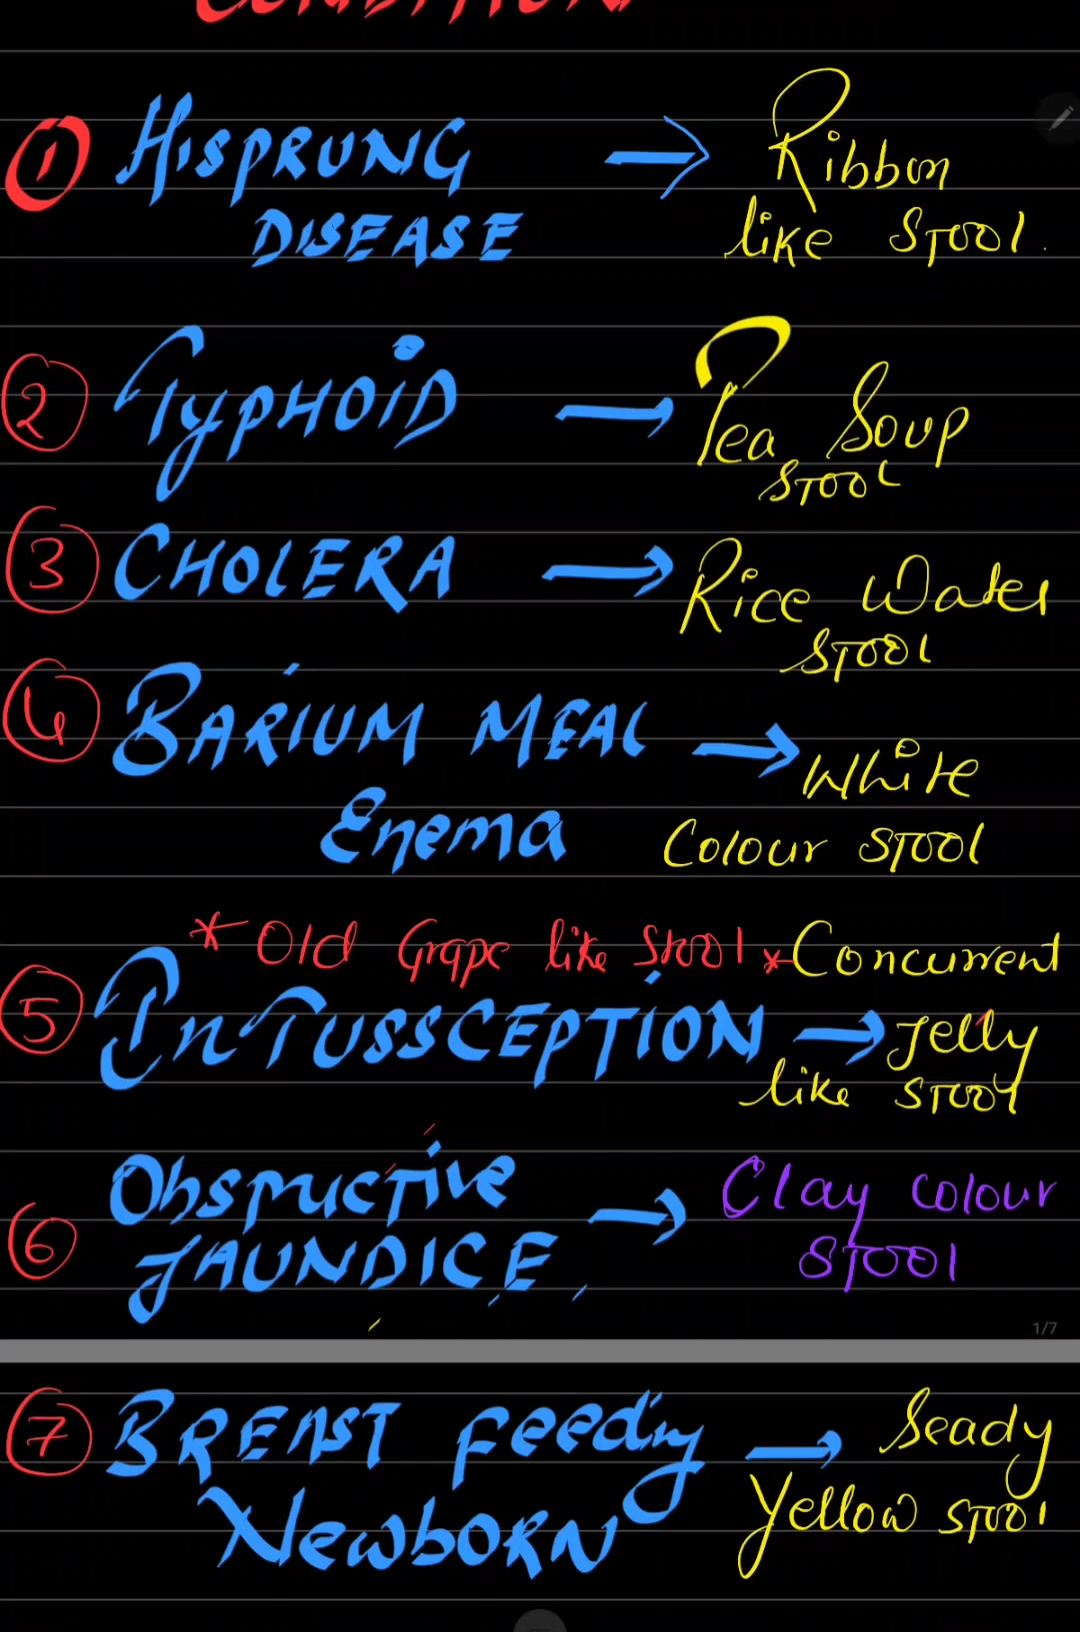 CONDITION
1 HISPRUNG → Ribbon
DISEASE like STOOl.
2 TYPHOiD → Pea Soup
STOOL
3 CHOLERA → Rice Water
STOOl
4 BARIUM MEAL → White
Enema Colour STOOl
* Old Grape like Stool * Concurrent
5 InTUSSCEPTION → Jelly
like STOOl
Obstructive → Clay colour
6 JAUNDICE STOOl
1/7
7 BREAST feeding → Seady
Newborn Yellow STOOl